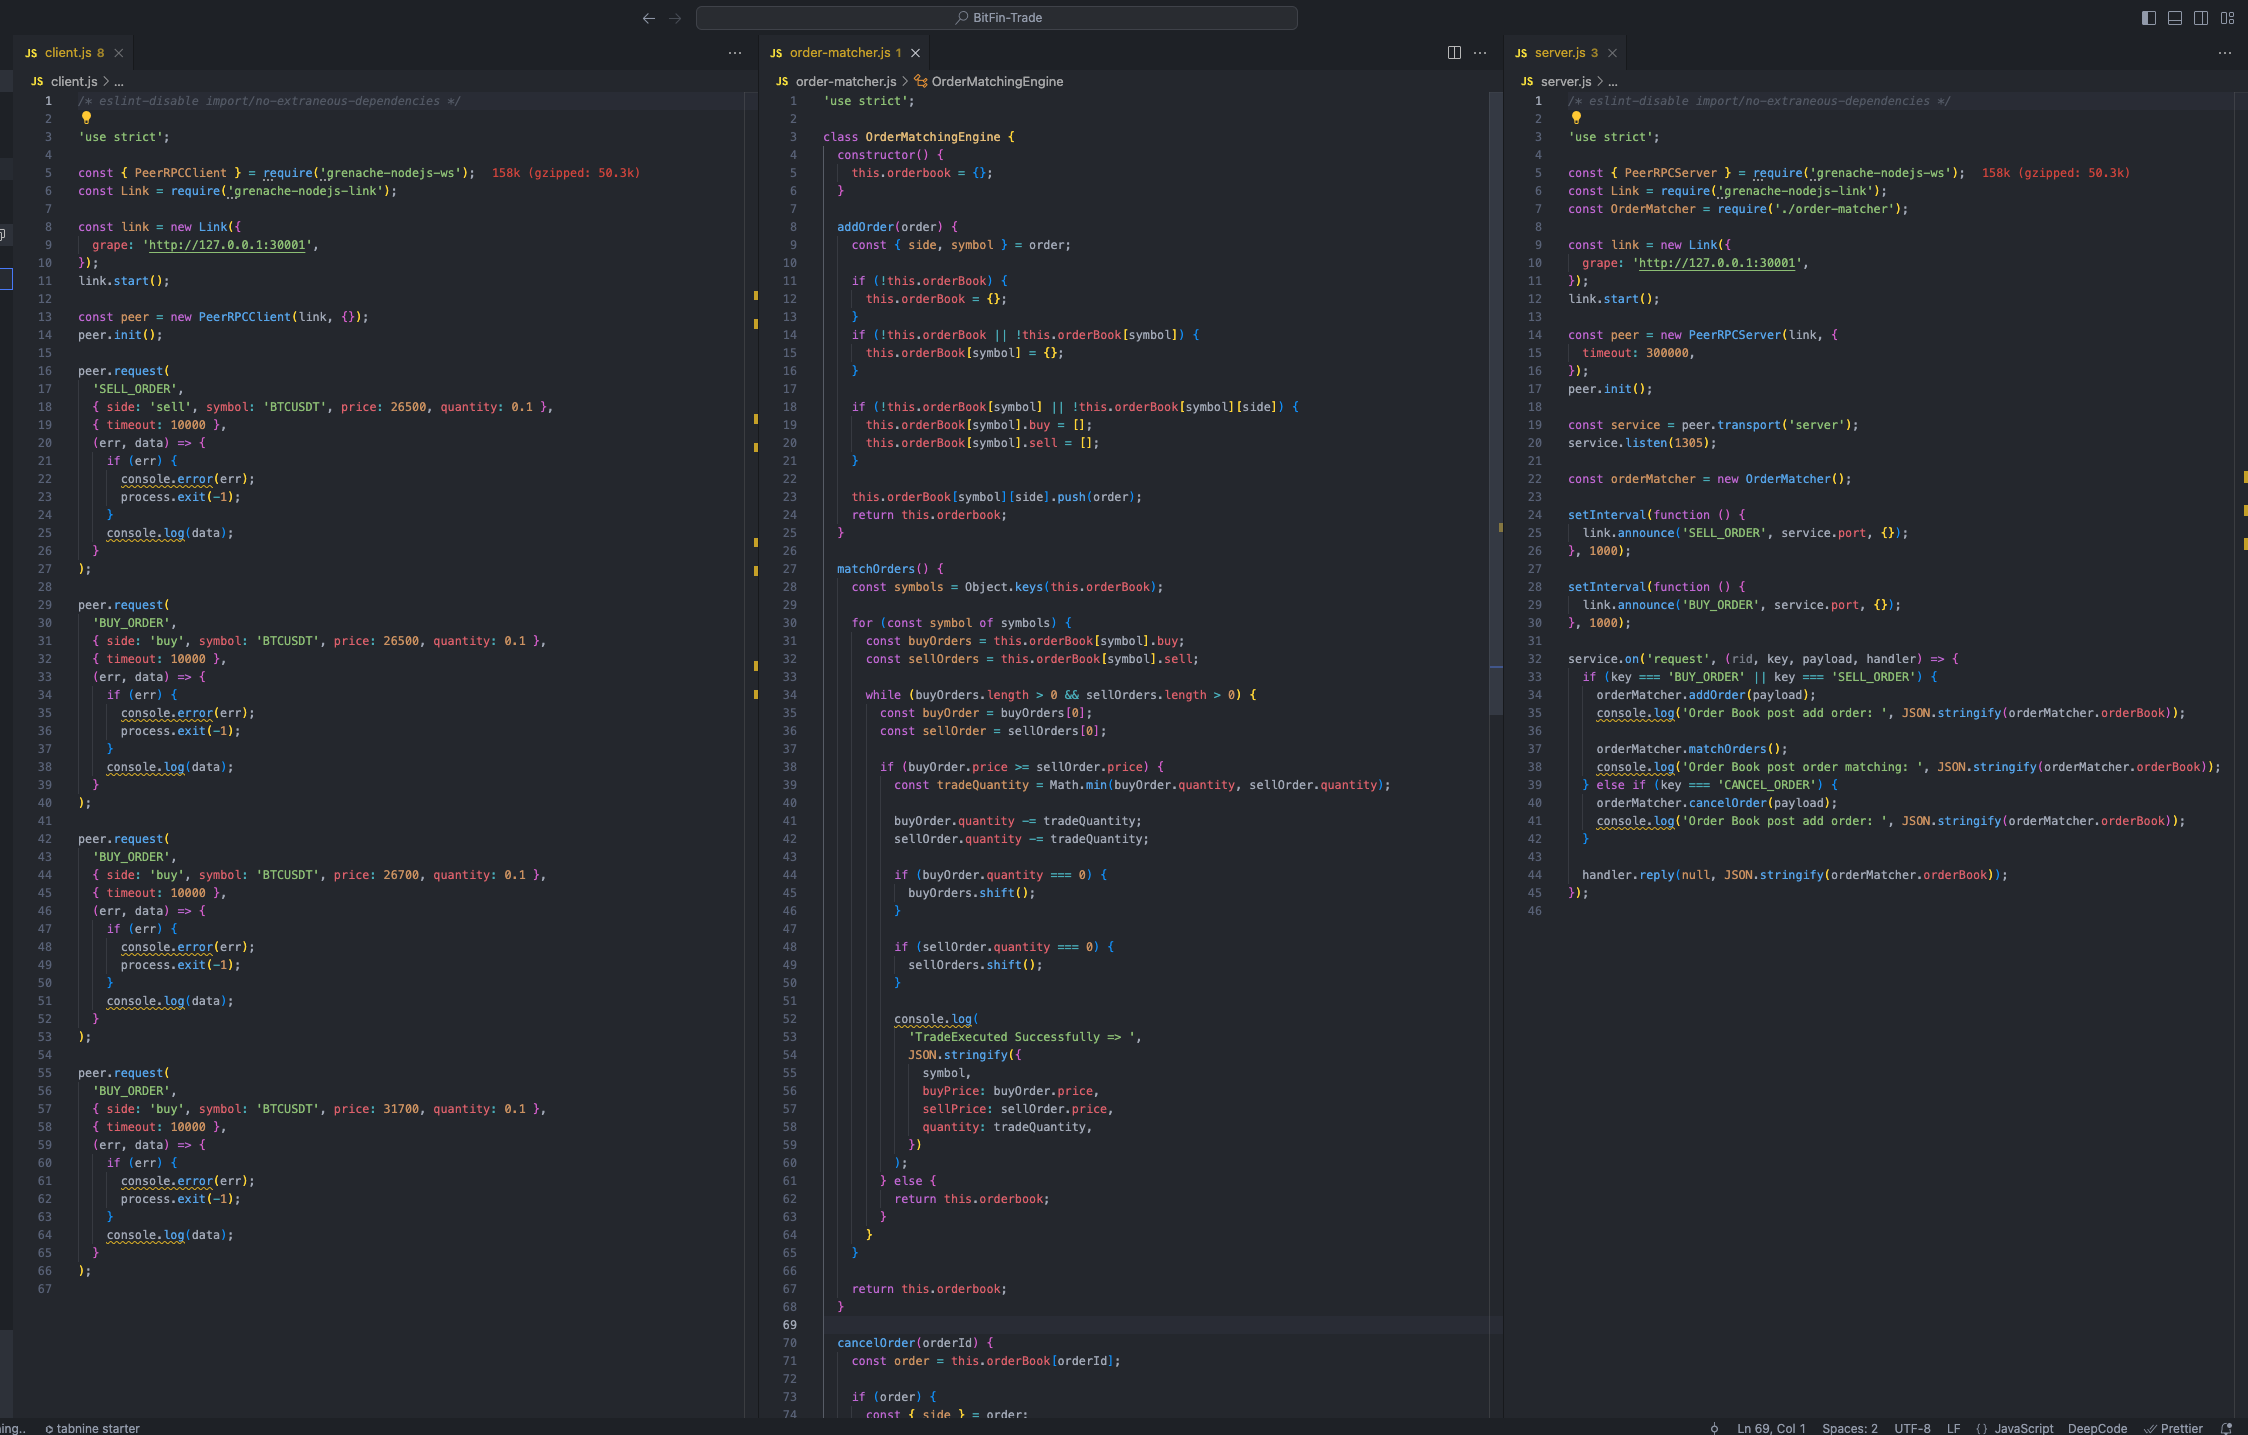 BitFin-Trade
JS client.js 8
JS client.js > ...
1 /* eslint-disable import/no-extraneous-dependencies */
2
3 'use strict';
4
5 const { PeerRPCClient } = require('grenache-nodejs-ws'); 158k (gzipped: 50.3k)
6 const Link = require('grenache-nodejs-link');
7
8 const link = new Link({
9 grape: 'http://127.0.0.1:30001',
10 });
11 link.start();
12
13 const peer = new PeerRPCClient(link, {});
14 peer.init();
15
16 peer.request(
17 'SELL_ORDER',
18 { side: 'sell', symbol: 'BTCUSDT', price: 26500, quantity: 0.1 },
19 { timeout: 10000 },
20 (err, data) => {
21 if (err) {
22 console.error(err);
23 process.exit(-1);
24 }
25 console.log(data);
26 }
27 );
28
29 peer.request(
30 'BUY_ORDER',
31 { side: 'buy', symbol: 'BTCUSDT', price: 26500, quantity: 0.1 },
32 { timeout: 10000 },
33 (err, data) => {
34 if (err) {
35 console.error(err);
36 process.exit(-1);
37 }
38 console.log(data);
39 }
40 );
41
42 peer.request(
43 'BUY_ORDER',
44 { side: 'buy', symbol: 'BTCUSDT', price: 26700, quantity: 0.1 },
45 { timeout: 10000 },
46 (err, data) => {
47 if (err) {
48 console.error(err);
49 process.exit(-1);
50 }
51 console.log(data);
52 }
53 );
54
55 peer.request(
56 'BUY_ORDER',
57 { side: 'buy', symbol: 'BTCUSDT', price: 31700, quantity: 0.1 },
58 { timeout: 10000 },
59 (err, data) => {
60 if (err) {
61 console.error(err);
62 process.exit(-1);
63 }
64 console.log(data);
65 }
66 );
67
JS order-matcher.js 1
JS order-matcher.js > OrderMatchingEngine
1 'use strict';
2
3 class OrderMatchingEngine {
4 constructor() {
5 this.orderbook = {};
6 }
7
8 addOrder(order) {
9 const { side, symbol } = order;
10
11 if (!this.orderBook) {
12 this.orderBook = {};
13 }
14 if (!this.orderBook || !this.orderBook[symbol]) {
15 this.orderBook[symbol] = {};
16 }
17
18 if (!this.orderBook[symbol] || !this.orderBook[symbol][side]) {
19 this.orderBook[symbol].buy = [];
20 this.orderBook[symbol].sell = [];
21 }
22
23 this.orderBook[symbol][side].push(order);
24 return this.orderbook;
25 }
26
27 matchOrders() {
28 const symbols = Object.keys(this.orderBook);
29
30 for (const symbol of symbols) {
31 const buyOrders = this.orderBook[symbol].buy;
32 const sellOrders = this.orderBook[symbol].sell;
33
34 while (buyOrders.length > 0 && sellOrders.length > 0) {
35 const buyOrder = buyOrders[0];
36 const sellOrder = sellOrders[0];
37
38 if (buyOrder.price >= sellOrder.price) {
39 const tradeQuantity = Math.min(buyOrder.quantity, sellOrder.quantity);
40
41 buyOrder.quantity -= tradeQuantity;
42 sellOrder.quantity -= tradeQuantity;
43
44 if (buyOrder.quantity === 0) {
45 buyOrders.shift();
46 }
47
48 if (sellOrder.quantity === 0) {
49 sellOrders.shift();
50 }
51
52 console.log(
53 'TradeExecuted Successfully => ',
54 JSON.stringify({
55 symbol,
56 buyPrice: buyOrder.price,
57 sellPrice: sellOrder.price,
58 quantity: tradeQuantity,
59 })
60 );
61 } else {
62 return this.orderbook;
63 }
64 }
65 }
66
67 return this.orderbook;
68 }
69
70 cancelOrder(orderId) {
71 const order = this.orderBook[orderId];
72
73 if (order) {
74 const { side } = order;
JS server.js 3
JS server.js > ...
1 /* eslint-disable import/no-extraneous-dependencies */
2
3 'use strict';
4
5 const { PeerRPCServer } = require('grenache-nodejs-ws'); 158k (gzipped: 50.3k)
6 const Link = require('grenache-nodejs-link');
7 const OrderMatcher = require('./order-matcher');
8
9 const link = new Link({
10 grape: 'http://127.0.0.1:30001',
11 });
12 link.start();
13
14 const peer = new PeerRPCServer(link, {
15 timeout: 300000,
16 });
17 peer.init();
18
19 const service = peer.transport('server');
20 service.listen(1305);
21
22 const orderMatcher = new OrderMatcher();
23
24 setInterval(function () {
25 link.announce('SELL_ORDER', service.port, {});
26 }, 1000);
27
28 setInterval(function () {
29 link.announce('BUY_ORDER', service.port, {});
30 }, 1000);
31
32 service.on('request', (rid, key, payload, handler) => {
33 if (key === 'BUY_ORDER' || key === 'SELL_ORDER') {
34 orderMatcher.addOrder(payload);
35 console.log('Order Book post add order: ', JSON.stringify(orderMatcher.orderBook));
36
37 orderMatcher.matchOrders();
38 console.log('Order Book post order matching: ', JSON.stringify(orderMatcher.orderBook));
39 } else if (key === 'CANCEL_ORDER') {
40 orderMatcher.cancelOrder(payload);
41 console.log('Order Book post add order: ', JSON.stringify(orderMatcher.orderBook));
42 }
43
44 handler.reply(null, JSON.stringify(orderMatcher.orderBook));
45 });
46
ing.. tabnine starter
Ln 69, Col 1 Spaces: 2 UTF-8 LF {} JavaScript DeepCode Prettier